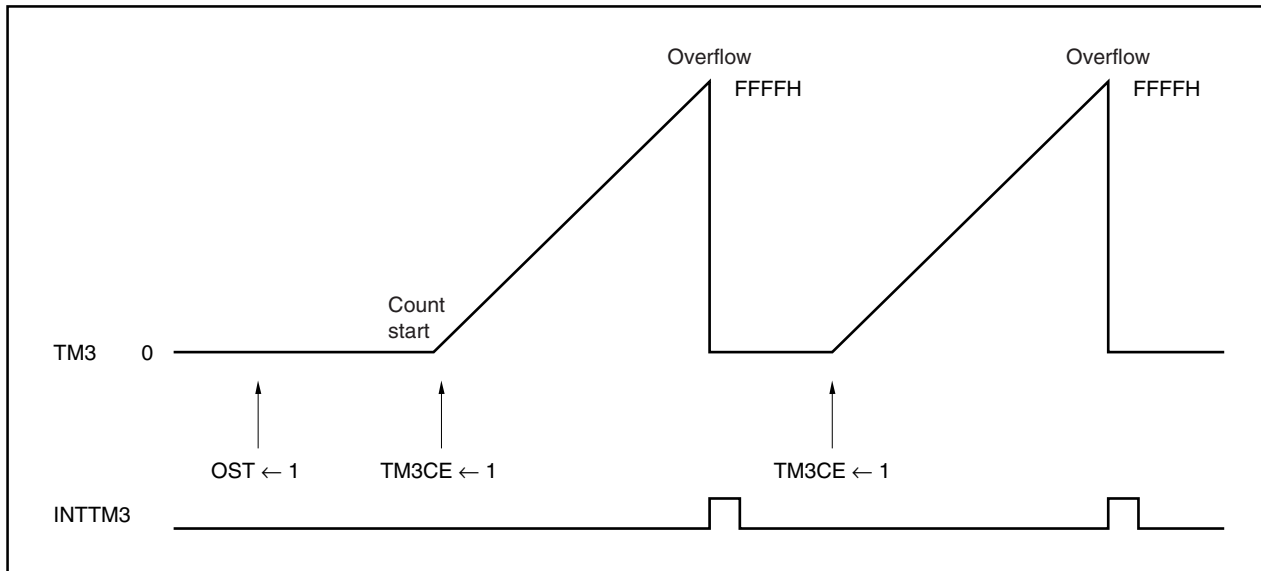 Overflow
Overflow
FFFFH
FFFFH
Count
start
TM3
0
OST ← 1
TM3CE ← 1
TM3CE ← 1
INTTM3